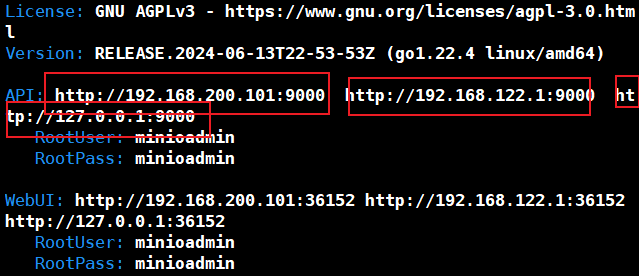 License: GNU AGPLv3 - https://www.gnu.org/licenses/agpl-3.0.htm
l
Version: RELEASE.2024-06-13T22-53-53Z (go1.22.4 linux/amd64)
API: http://192.168.200.101:9000  http://192.168.122.1:9000  ht
tp://127.0.0.1:9000
   RootUser: minioadmin
   RootPass: minioadmin
WebUI: http://192.168.200.101:36152 http://192.168.122.1:36152
http://127.0.0.1:36152
   RootUser: minioadmin
   RootPass: minioadmin